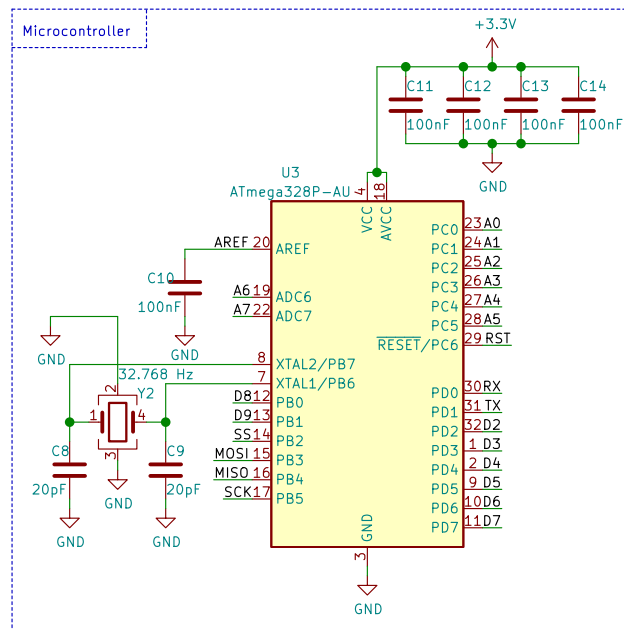 Microcontroller
+3.3V
C11
C12
C13
C14
100nF
100nF
100nF
100nF
GND
U3
ATmega328P-AU
4
18
VCC
AVCC
AREF 20 AREF
C10
100nF
GND
A6 19 ADC6
A7 22 ADC7
GND
8 XTAL2/PB7
7 XTAL1/PB6
32.768 Hz
Y2
2
1
4
3
C8
20pF
GND
GND
C9
20pF
GND
D8 12 PB0
D9 13 PB1
SS 14 PB2
MOSI 15 PB3
MISO 16 PB4
SCK 17 PB5
PC0 23 A0
PC1 24 A1
PC2 25 A2
PC3 26 A3
PC4 27 A4
PC5 28 A5
RESET/PC6 29 RST
PD0 30 RX
PD1 31 TX
PD2 32 D2
PD3 1 D3
PD4 2 D4
PD5 9 D5
PD6 10 D6
PD7 11 D7
GND
3
GND